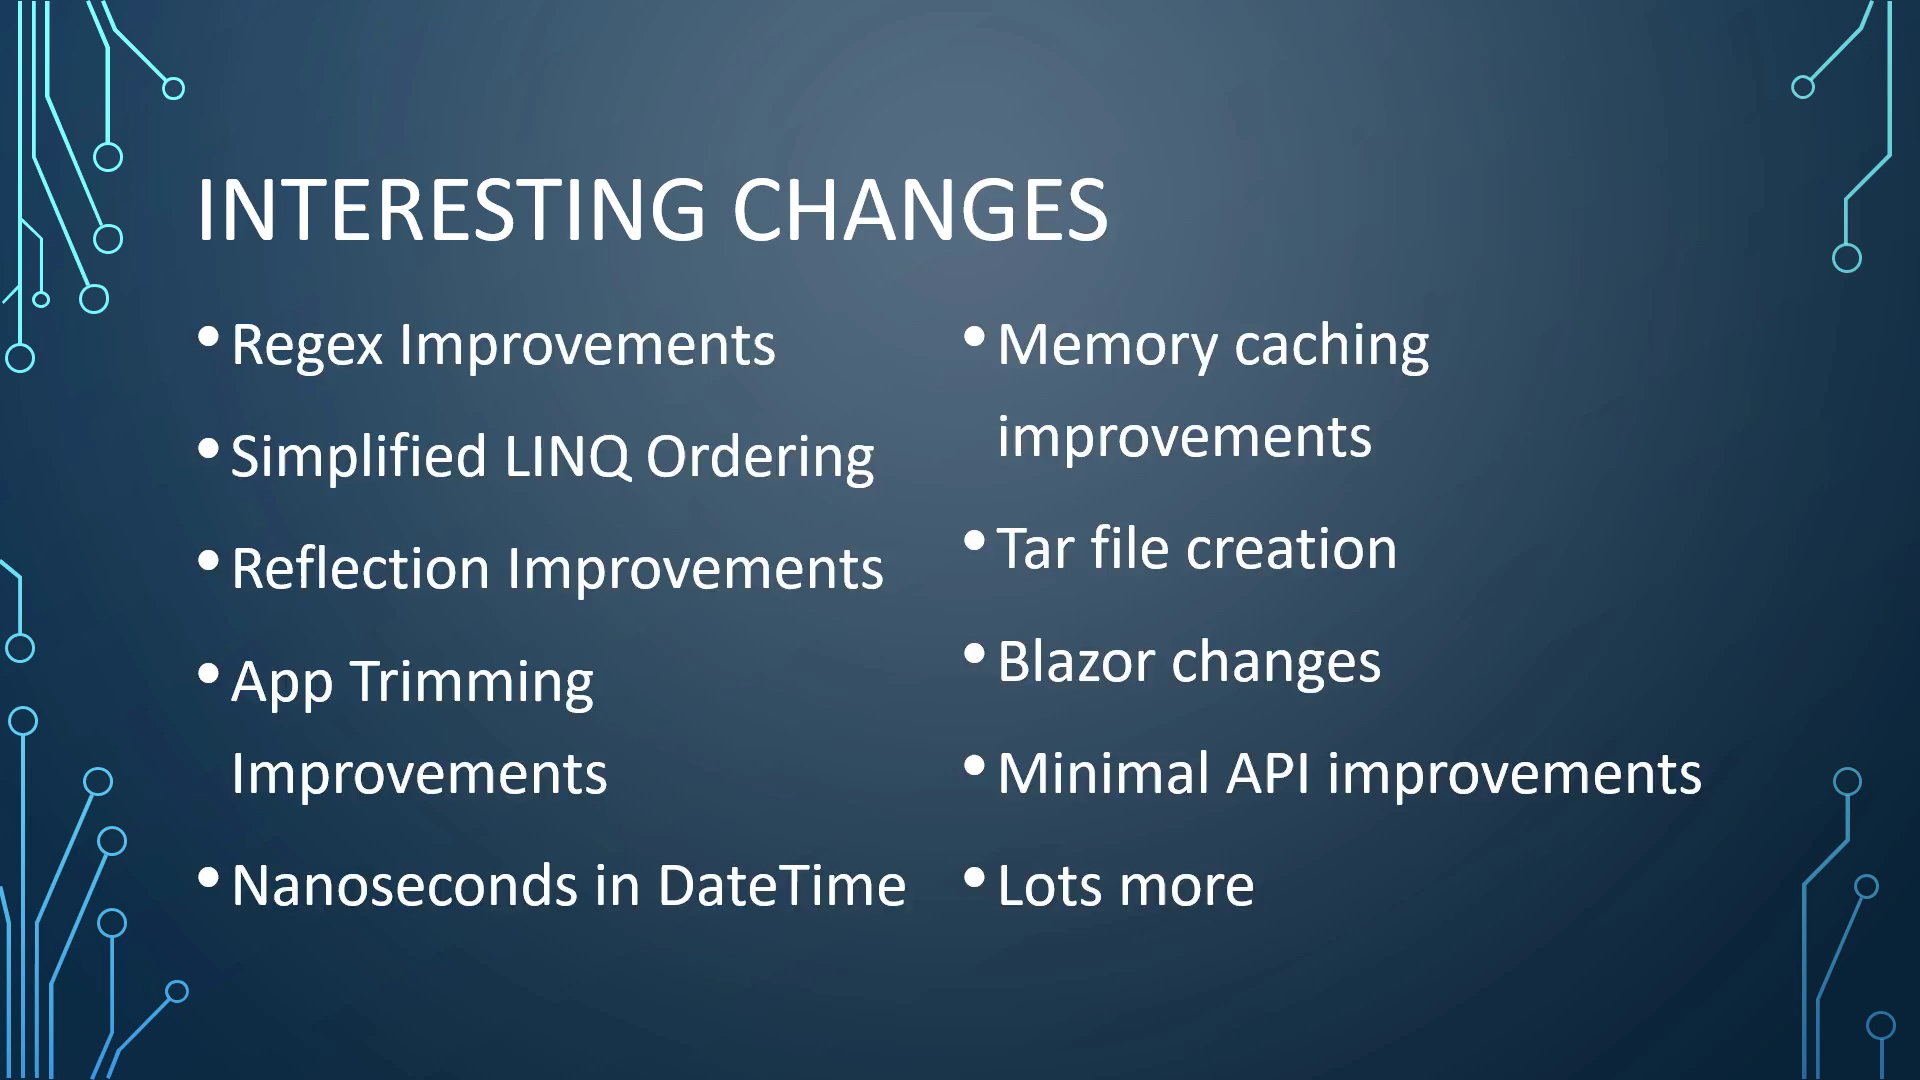 INTERESTING CHANGES
• Regex Improvements
• Simplified LINQ Ordering
• Reflection Improvements
• App Trimming
Improvements
• Nanoseconds in DateTime
• Memory caching
improvements
• Tar file creation
• Blazor changes
• Minimal API improvements
• Lots more